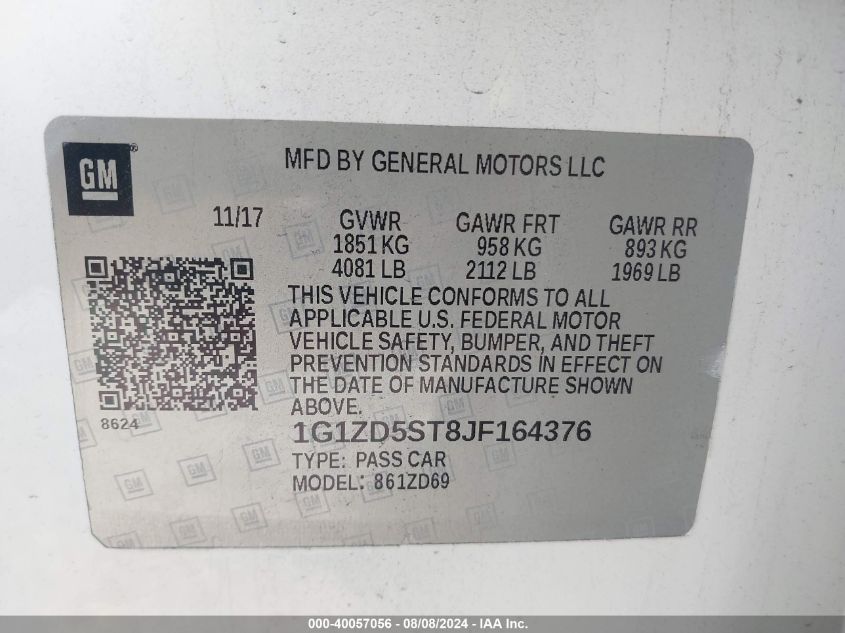 GM®
MFD BY GENERAL MOTORS LLC
11/17 GVWR GAWR FRT GAWR RR
1851 KG 958 KG 893 KG
4081 LB 2112 LB 1969 LB
THIS VEHICLE CONFORMS TO ALL
APPLICABLE U.S. FEDERAL MOTOR
VEHICLE SAFETY, BUMPER, AND THEFT
PREVENTION STANDARDS IN EFFECT ON
THE DATE OF MANUFACTURE SHOWN
ABOVE.
8624
1G1ZD5ST8JF164376
TYPE: PASS CAR
MODEL: 861ZD69
000-40057056 - 08/08/2024 - IAA Inc.